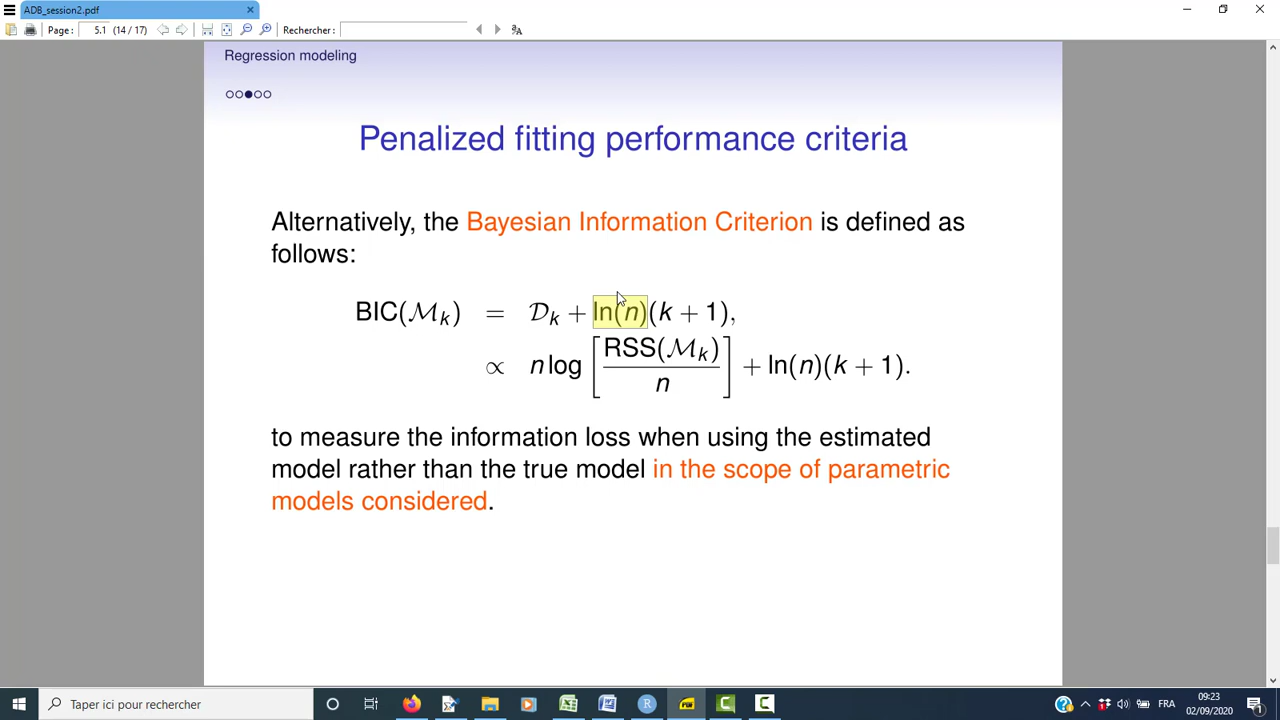 ADB_session2.pdf
Page : 5.1 (14 / 17) Rechercher :
Regression modeling
Penalized fitting performance criteria
Alternatively, the Bayesian Information Criterion is defined as
follows:
BIC(ℳk) = 𝒟k + ln(n)(k + 1),
∝ n log [RSS(ℳk)/n] + ln(n)(k + 1).
to measure the information loss when using the estimated
model rather than the true model in the scope of parametric
models considered.
Taper ici pour rechercher
FRA
09:23
02/09/2020